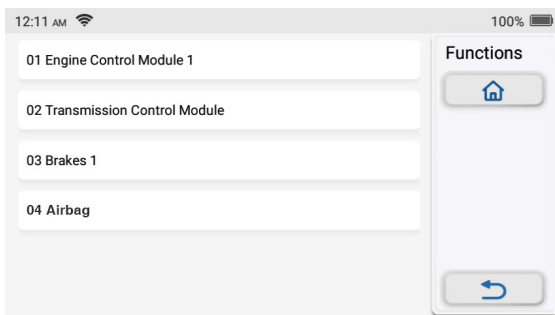 12:11 AM 100%
01 Engine Control Module 1
Functions
02 Transmission Control Module
03 Brakes 1
04 Airbag